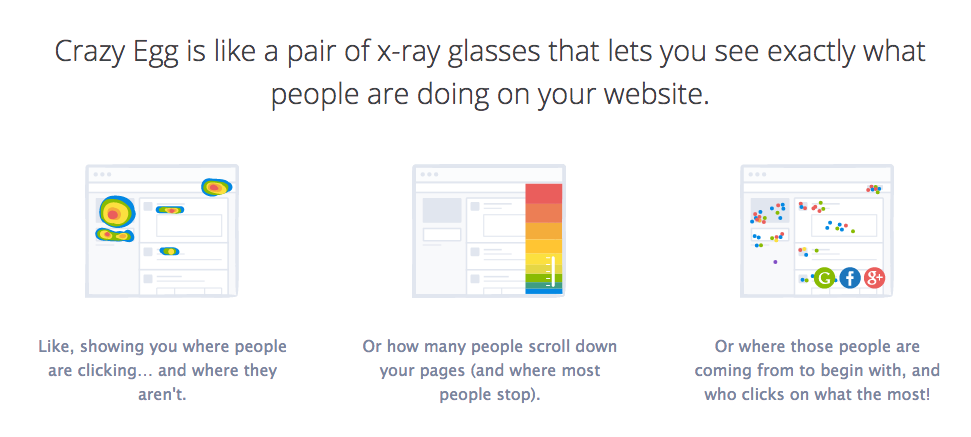 Crazy Egg is like a pair of x-ray glasses that lets you see exactly what
people are doing on your website.
G f g+
Like, showing you where people
are clicking... and where they
aren't.
Or how many people scroll down
your pages (and where most
people stop).
Or where those people are
coming from to begin with, and
who clicks on what the most!